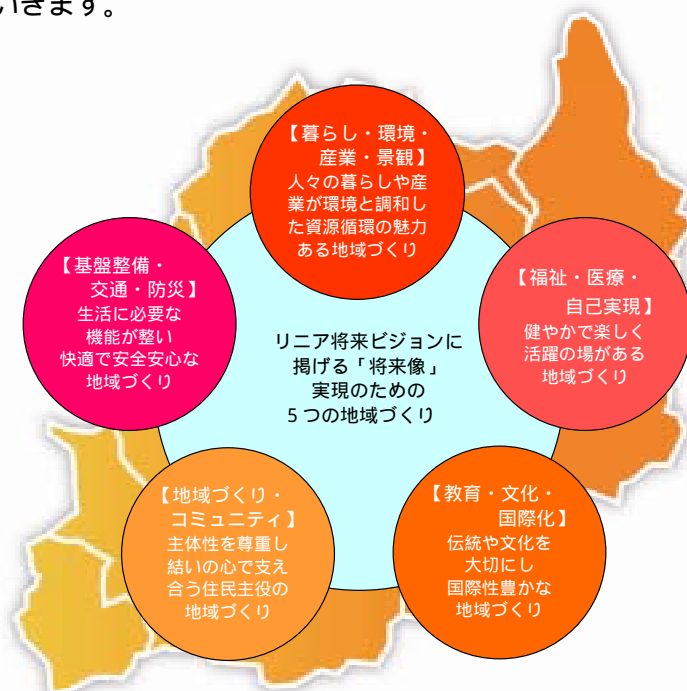 いきます。
【暮らし・環境・
産業・景観】
人々の暮らしや産
業が環境と調和し
た資源循環の魅力
ある地域づくり
【基盤整備・
交通・防災】
生活に必要な
機能が整い
快適で安全安心な
地域づくり
【福祉・医療・
自己実現】
健やかで楽しく
活躍の場がある
地域づくり
リニア将来ビジョンに
掲げる「将来像」
実現のための
5つの地域づくり
【地域づくり・
コミュニティ】
主体性を尊重し
結いの心で支え
合う住民主役の
地域づくり
【教育・文化・
国際化】
伝統や文化を
大切にし
国際性豊かな
地域づくり